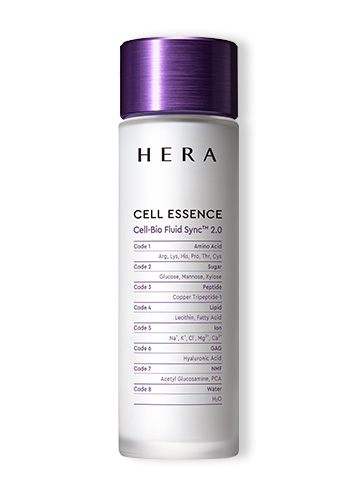 HERA
CELL ESSENCE
Cell-Bio Fluid Sync™ 2.0
Code 1 Amino Acid
Arg, Lys, His, Pro, Thr, Cys
Code 2 Sugar
Glucose, Mannose, Xylose
Code 3 Peptide
Copper Tripeptide-1
Code 4 Lipid
Lecithin, Fatty Acid
Code 5 Ion
Na⁺, K⁺, Cl⁻, Mg²⁺, Ca²⁺
Code 6 GAG
Hyaluronic Acid
Code 7 NMF
Acetyl Glucosamine, PCA
Code 8 Water
H₂O